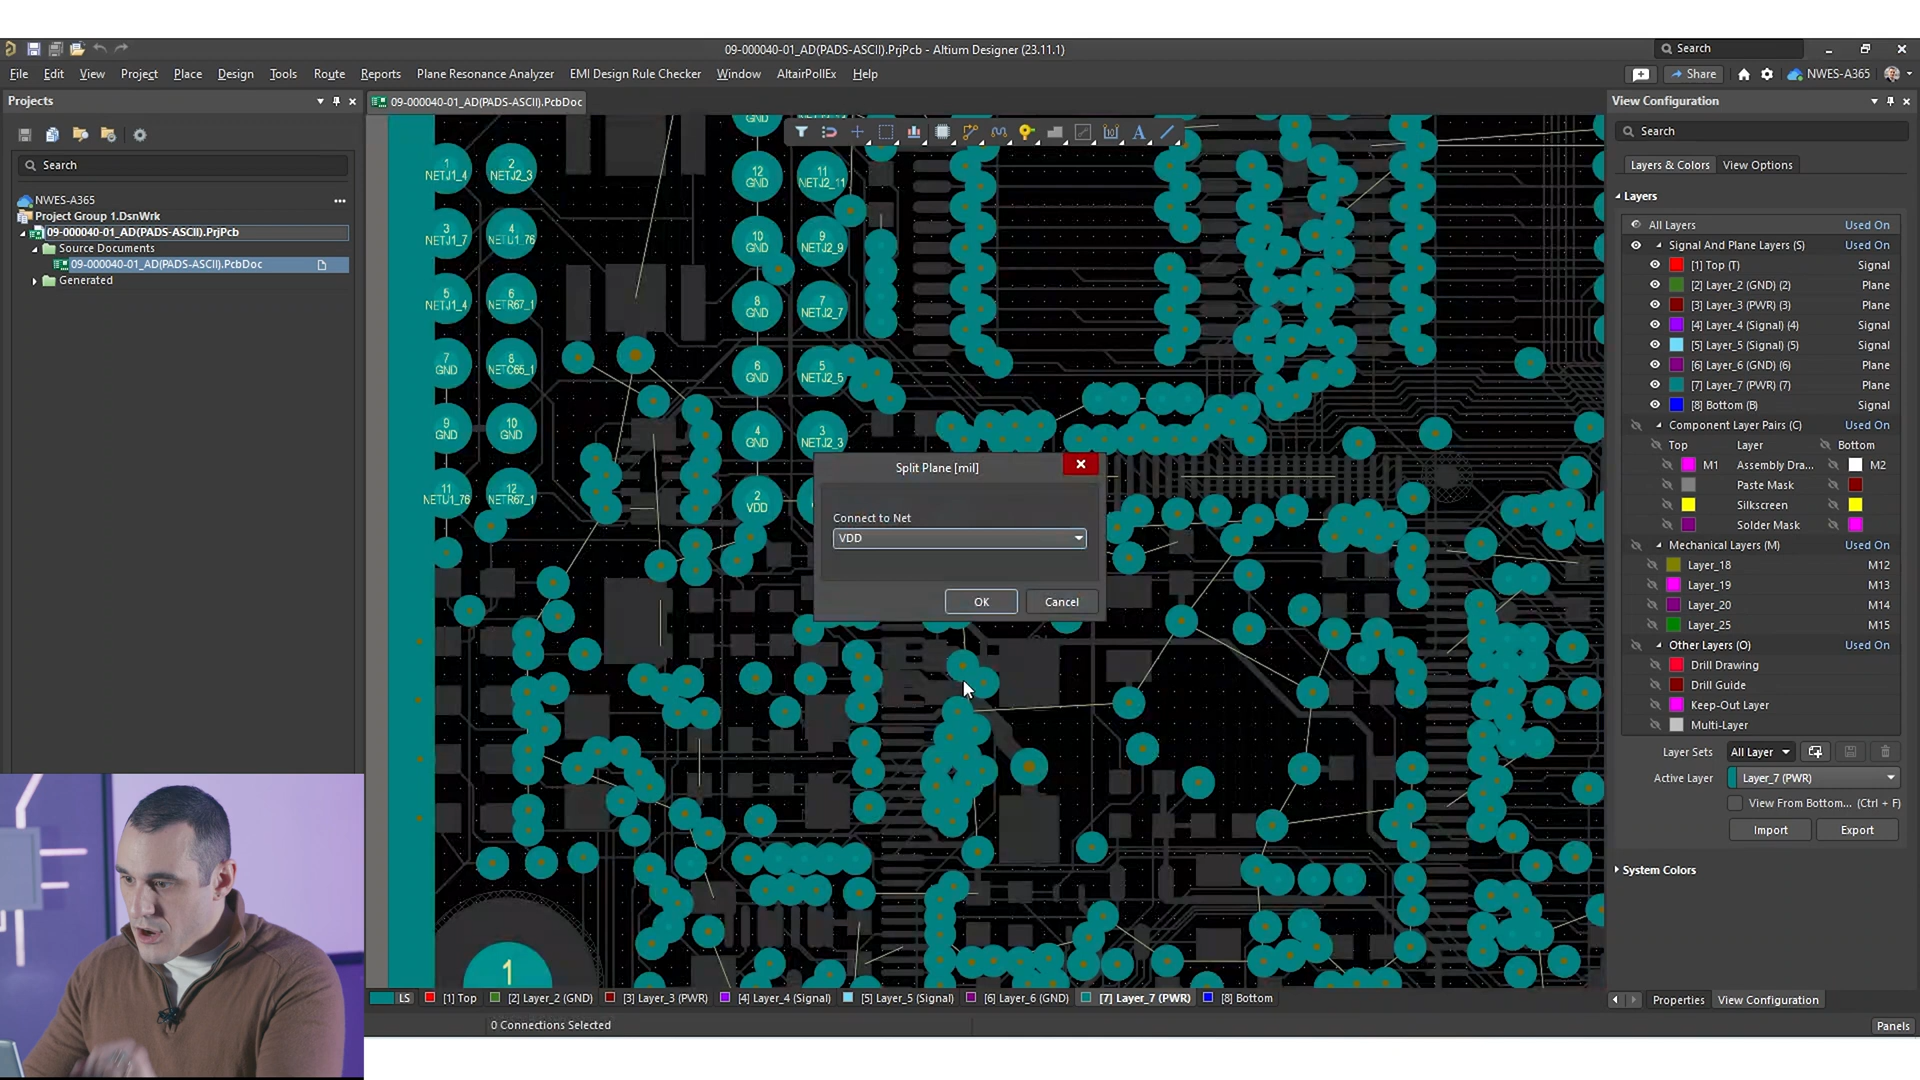 09-000040-01_AD(PADS-ASCII).PrjPcb - Altium Designer (23.11.1)
Search
File Edit View Project Place Design Tools Route Reports Plane Resonance Analyzer EMI Design Rule Checker Window AltairPollEx Help
Share
NWES-A365
Projects
Search
NWES-A365
Project Group 1.DsnWrk
09-000040-01_AD(PADS-ASCII).PrjPcb
Source Documents
09-000040-01_AD(PADS-ASCII).PcbDoc
Generated
09-000040-01_AD(PADS-ASCII).PcbDoc
GND
1 NETJ1_4
2 NETJ2_3
12 GND
11 NETJ2_11
3 NETJ1_7
4 NETU1_76
10 GND
9 NETJ2_9
5 NETJ1_4
6 NETR67_1
8 GND
7 NETJ2_7
7 GND
8 NETC65_1
6 GND
5 NETJ2_5
9 GND
10 GND
4 GND
3 NETJ2_3
11 NETU1_76
12 NETR67_1
2 VDD
1
Split Plane [mil]
Connect to Net
VDD
OK Cancel
View Configuration
Search
Layers & Colors View Options
Layers
All Layers Used On
Signal And Plane Layers (S) Used On
[1] Top (T) Signal
[2] Layer_2 (GND) (2) Plane
[3] Layer_3 (PWR) (3) Plane
[4] Layer_4 (Signal) (4) Signal
[5] Layer_5 (Signal) (5) Signal
[6] Layer_6 (GND) (6) Plane
[7] Layer_7 (PWR) (7) Plane
[8] Bottom (B) Signal
Component Layer Pairs (C) Used On
Top Layer Bottom
M1 Assembly Dra... M2
Paste Mask
Silkscreen
Solder Mask
Mechanical Layers (M) Used On
Layer_18 M12
Layer_19 M13
Layer_20 M14
Layer_25 M15
Other Layers (O) Used On
Drill Drawing
Drill Guide
Keep-Out Layer
Multi-Layer
Layer Sets All Layer
Active Layer Layer_7 (PWR)
View From Bottom... (Ctrl + F)
Import Export
System Colors
LS [1] Top [2] Layer_2 (GND) [3] Layer_3 (PWR) [4] Layer_4 (Signal) [5] Layer_5 (Signal) [6] Layer_6 (GND) [7] Layer_7 (PWR) [8] Bottom
Properties View Configuration
0 Connections Selected
Panels